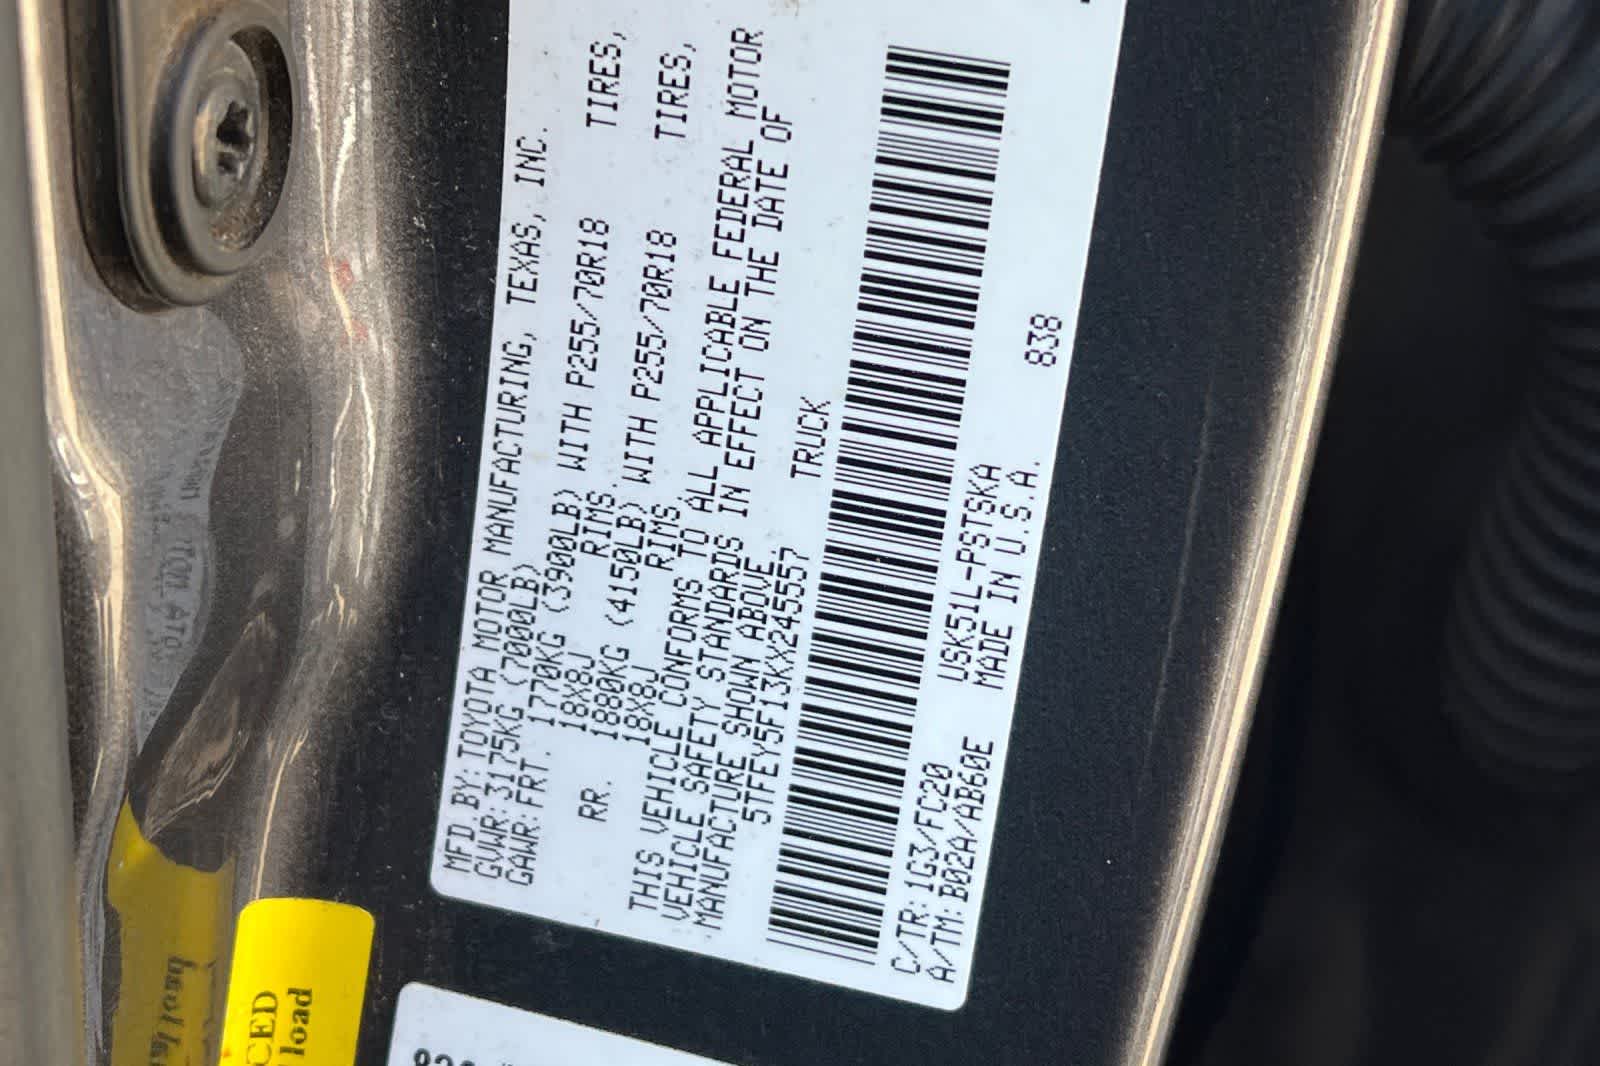 MFD.BY:TOYOTA MOTOR MANUFACTURING, TEXAS, INC.
GVWR:3175KG (7000LB)
GAWR:FRT. 1770KG (3900LB) WITH P255/70R18 TIRES,
18X8J RIMS,
RR. 1880KG (4150LB) WITH P255/70R18 TIRES,
18X8J RIMS,
THIS VEHICLE CONFORMS TO ALL APPLICABLE FEDERAL MOTOR
VEHICLE SAFETY STANDARDS IN EFFECT ON THE DATE OF
MANUFACTURE SHOWN ABOVE.
5TFEY5F13KX245557 TRUCK
C/TR:1G3/FC20 USK51L-PSTSKA 838
A/TM:B02A/AB60E MADE IN U.S.A.
CED
load